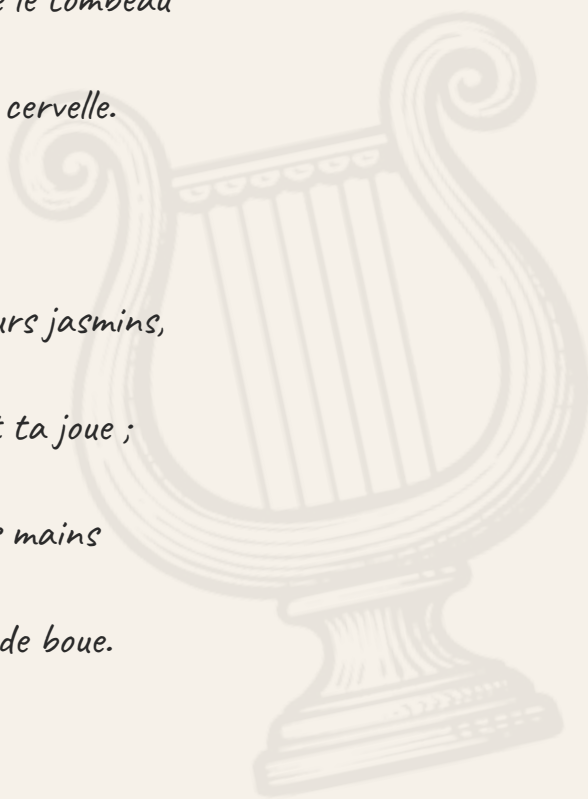 le tombeau
cervelle.
urs jasmins,
t ta joue ;
mains
de boue.